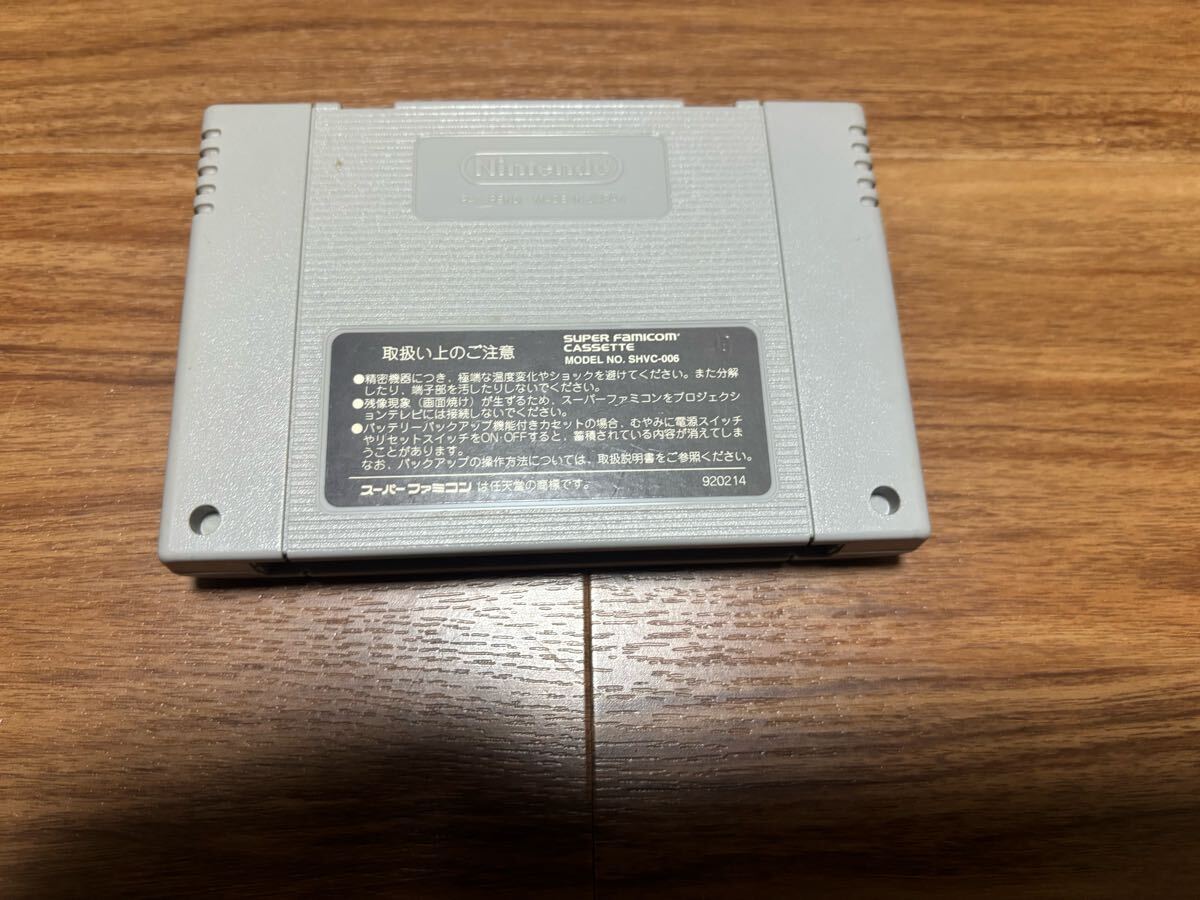 Nintendo
MADE IN JAPAN
取扱い上のご注意
SUPER FAMICOM
CASSETTE
MODEL NO. SHVC-006
●精密機器につき、極端な温度変化やショックを避けてください。また分解
したり、端子部を汚したりしないでください。
●残像現象（画面焼け）が生ずるため、スーパーファミコンをプロジェクシ
ョンテレビには接続しないでください。
●バッテリーバックアップ機能付きカセットの場合、むやみに電源スイッチ
やリセットスイッチをON・OFFすると、蓄積されている内容が消えてしま
うことがあります。
なお、バックアップの操作方法については、取扱説明書をご参照ください。
スーパーファミコンは任天堂の商標です。
920214